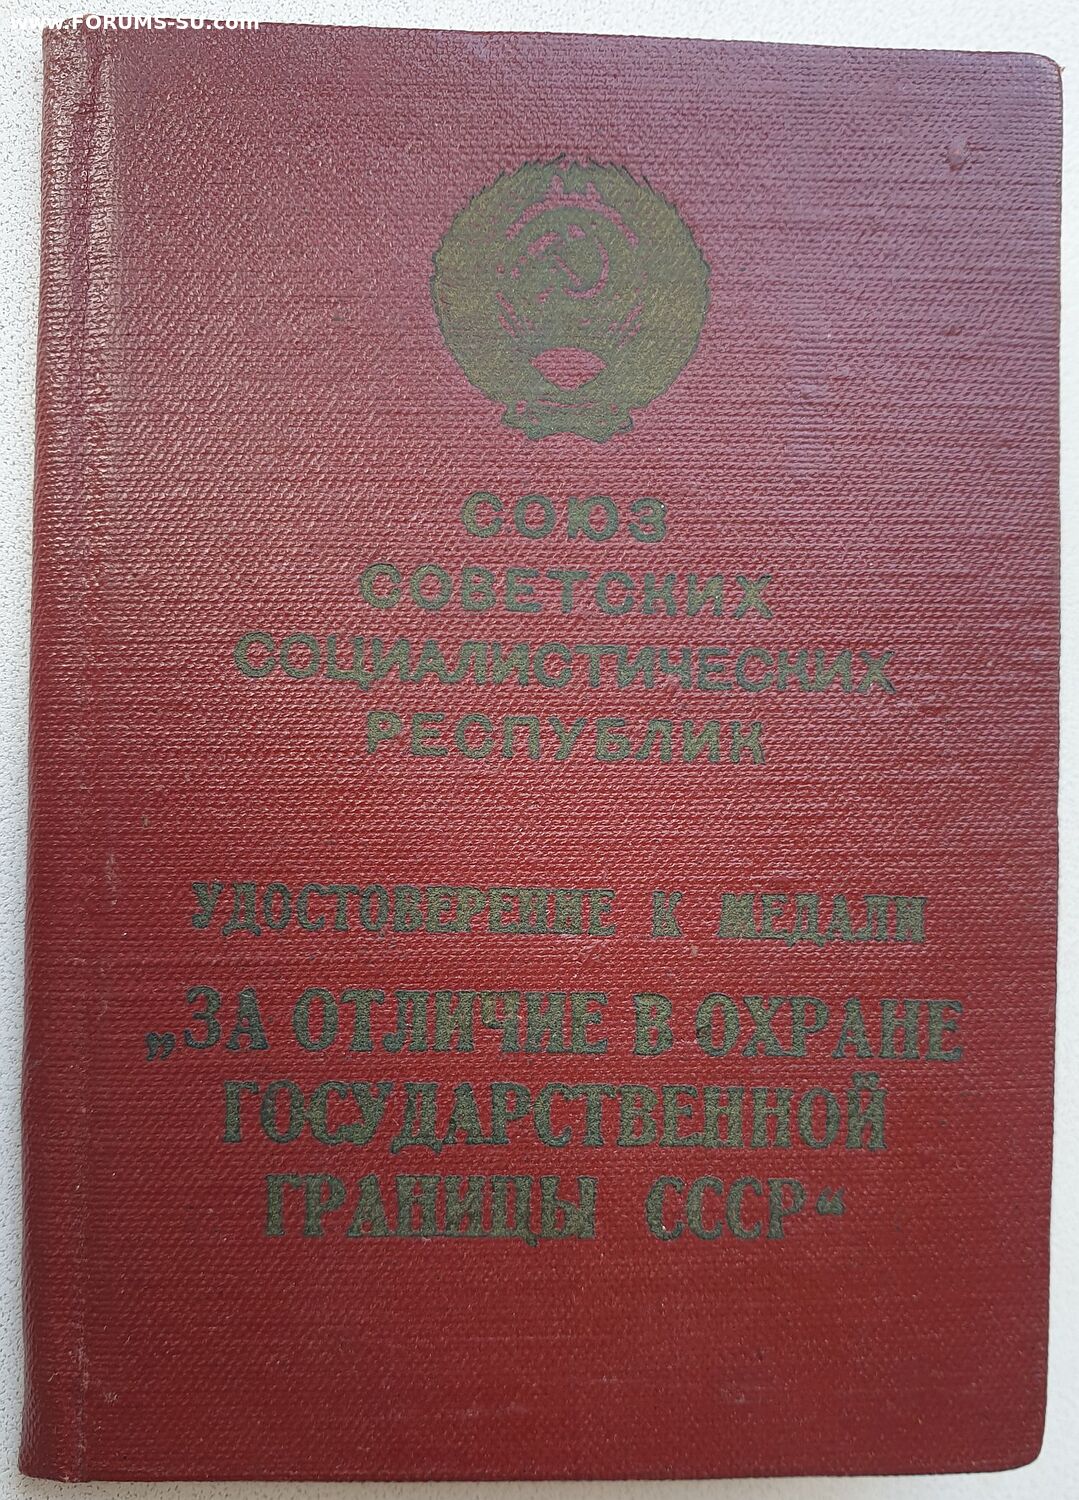 www.FORUMS-SU.com
СОЮЗ
СОВЕТСКИХ
СОЦИАЛИСТИЧЕСКИХ
РЕСПУБЛИК
УДОСТОВЕРЕНИЕ К МЕДАЛИ
„ЗА ОТЛИЧИЕ В ОХРАНЕ
ГОСУДАРСТВЕННОЙ
ГРАНИЦЫ СССР“